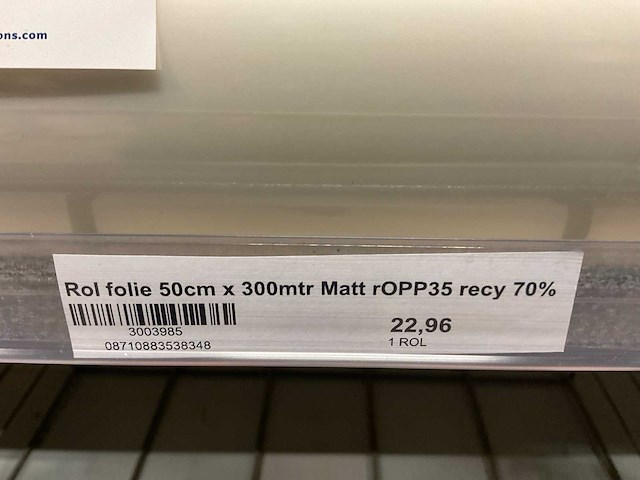 ons.com
Rol folie 50cm x 300mtr Matt rOPP35 recy 70%
3003985
22,96
08710883538348
1 ROL